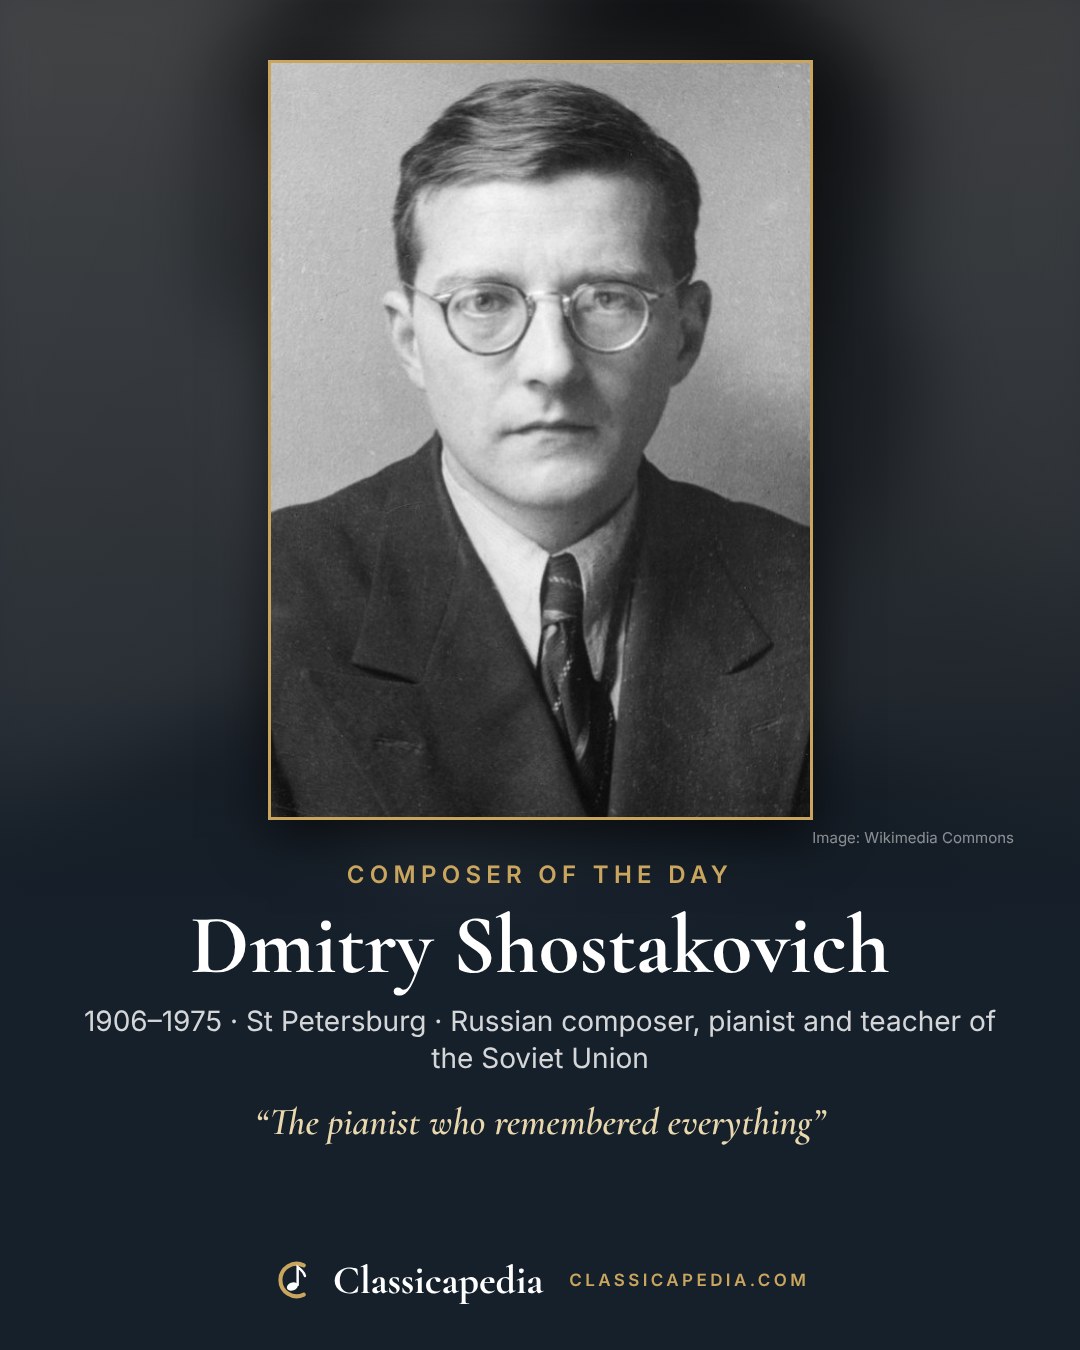 Image: Wikimedia Commons
COMPOSER OF THE DAY
Dmitry Shostakovich
1906–1975 · St Petersburg · Russian composer, pianist and teacher of
the Soviet Union
“The pianist who remembered everything”
Classicapedia CLASSICAPEDIA.COM